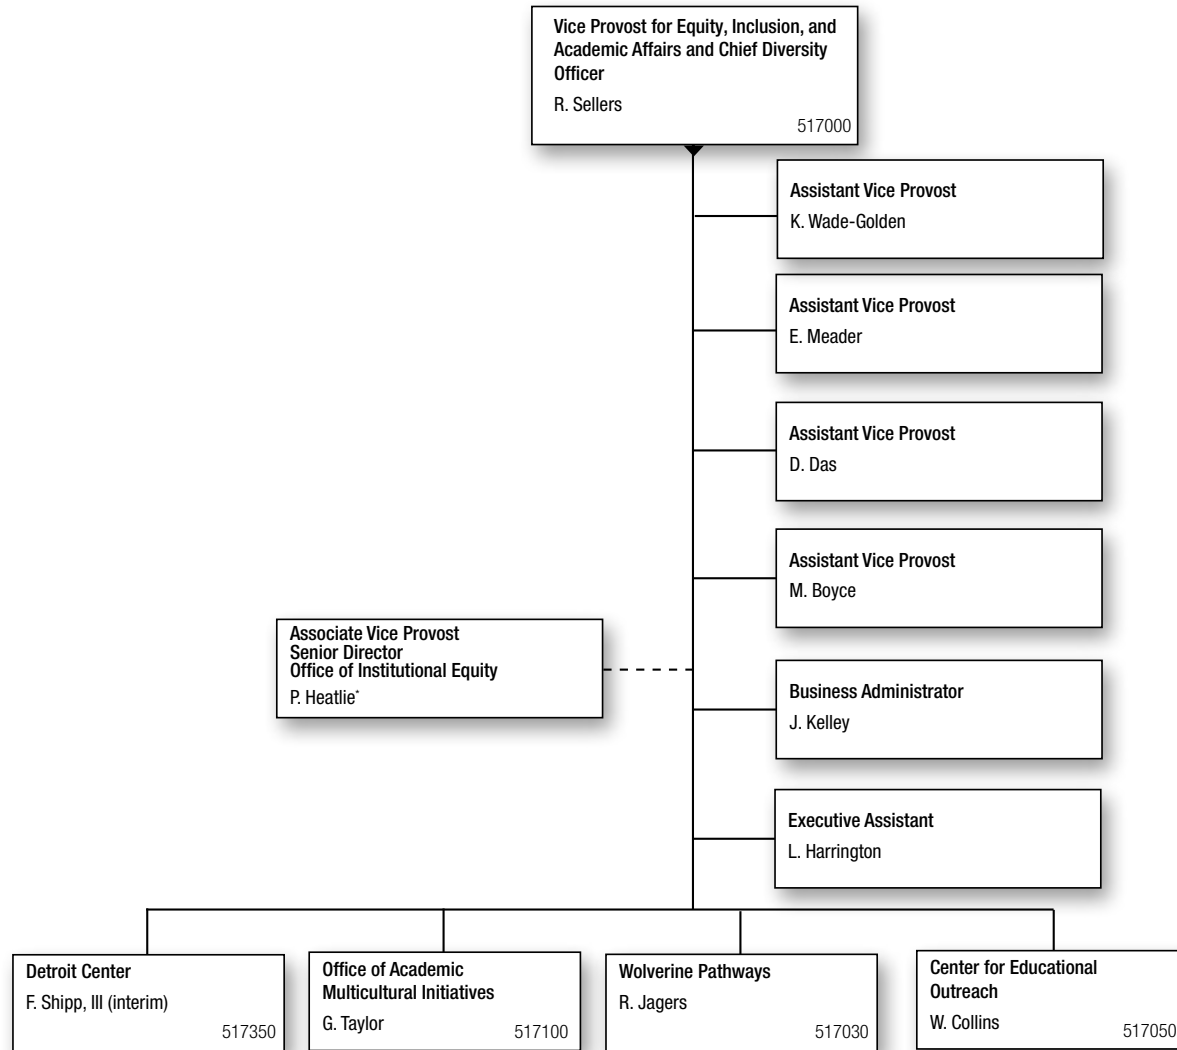 Vice Provost for Equity, Inclusion, and
Academic Affairs and Chief Diversity
Officer
R. Sellers
517000
Assistant Vice Provost
K. Wade-Golden
Assistant Vice Provost
E. Meader
Assistant Vice Provost
D. Das
Assistant Vice Provost
M. Boyce
Associate Vice Provost
Senior Director
Office of Institutional Equity
P. Heatlie*
Business Administrator
J. Kelley
Executive Assistant
L. Harrington
Detroit Center
F. Shipp, III (interim)
517350
Office of Academic
Multicultural Initiatives
G. Taylor
517100
Wolverine Pathways
R. Jagers
517030
Center for Educational
Outreach
W. Collins
517050